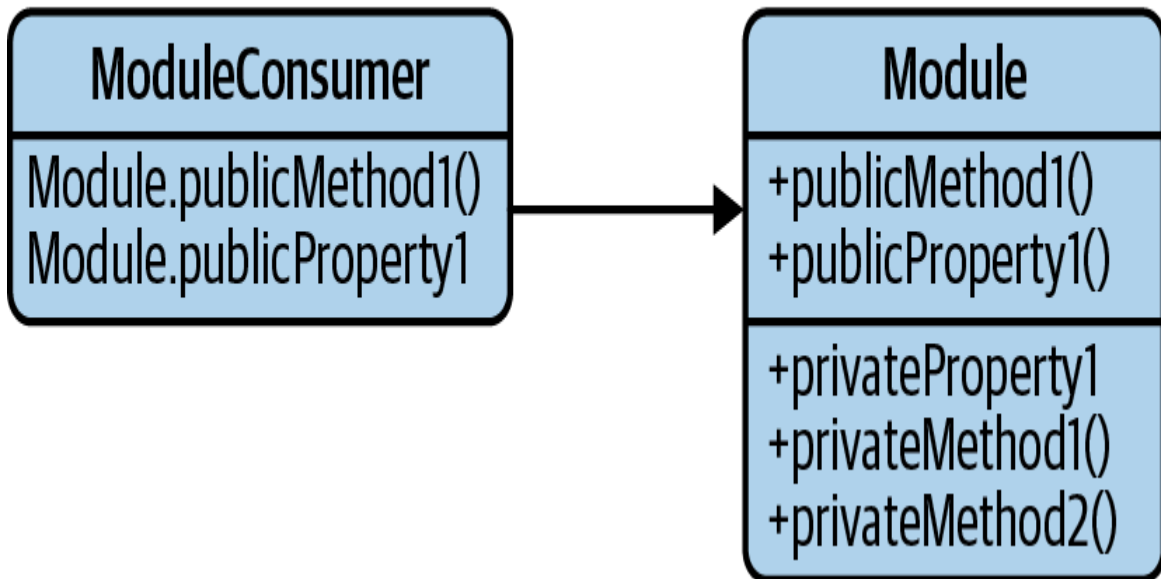 ModuleConsumer
Module.publicMethod1()
Module.publicProperty1
Module
+publicMethod1()
+publicProperty1()
+privateProperty1
+privateMethod1()
+privateMethod2()